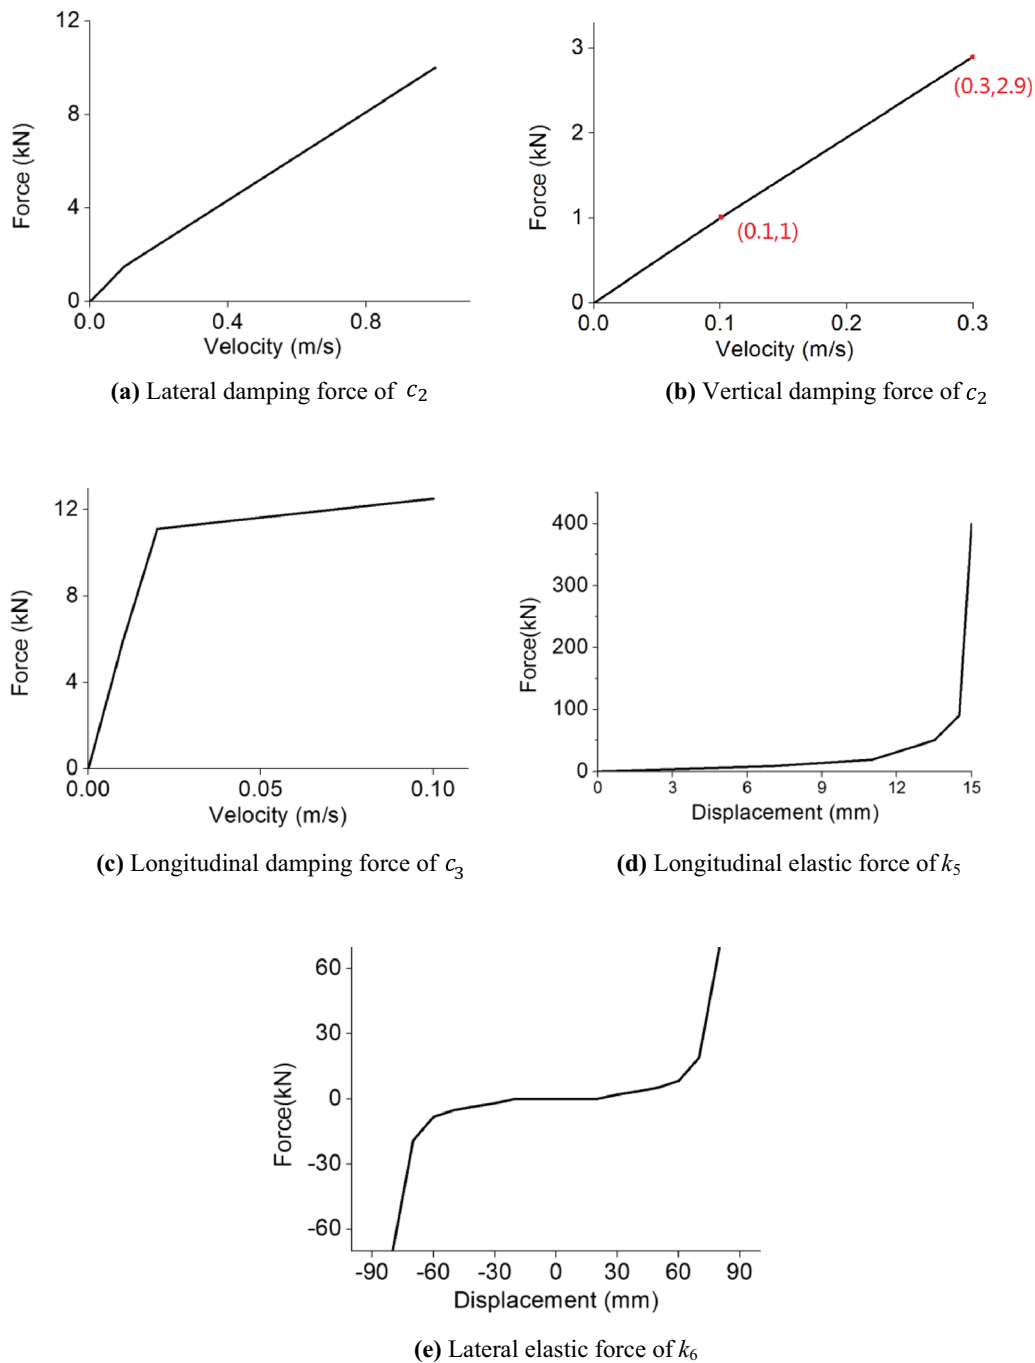 12
8
4
0
Force (kN)
0.0 0.4 0.8
Velocity (m/s)
(a) Lateral damping force of c₂
3
2
1
0
Force (kN)
(0.3,2.9)
(0.1,1)
0.0 0.1 0.2 0.3
Velocity (m/s)
(b) Vertical damping force of c₂
12
8
4
0
Force (kN)
0.00 0.05 0.10
Velocity (m/s)
(c) Longitudinal damping force of c₃
400
300
200
100
0
Force(kN)
0 3 6 9 12 15
Displacement (mm)
(d) Longitudinal elastic force of k₅
60
30
0
-30
-60
Force(kN)
-90 -60 -30 0 30 60 90
Displacement (mm)
(e) Lateral elastic force of k₆